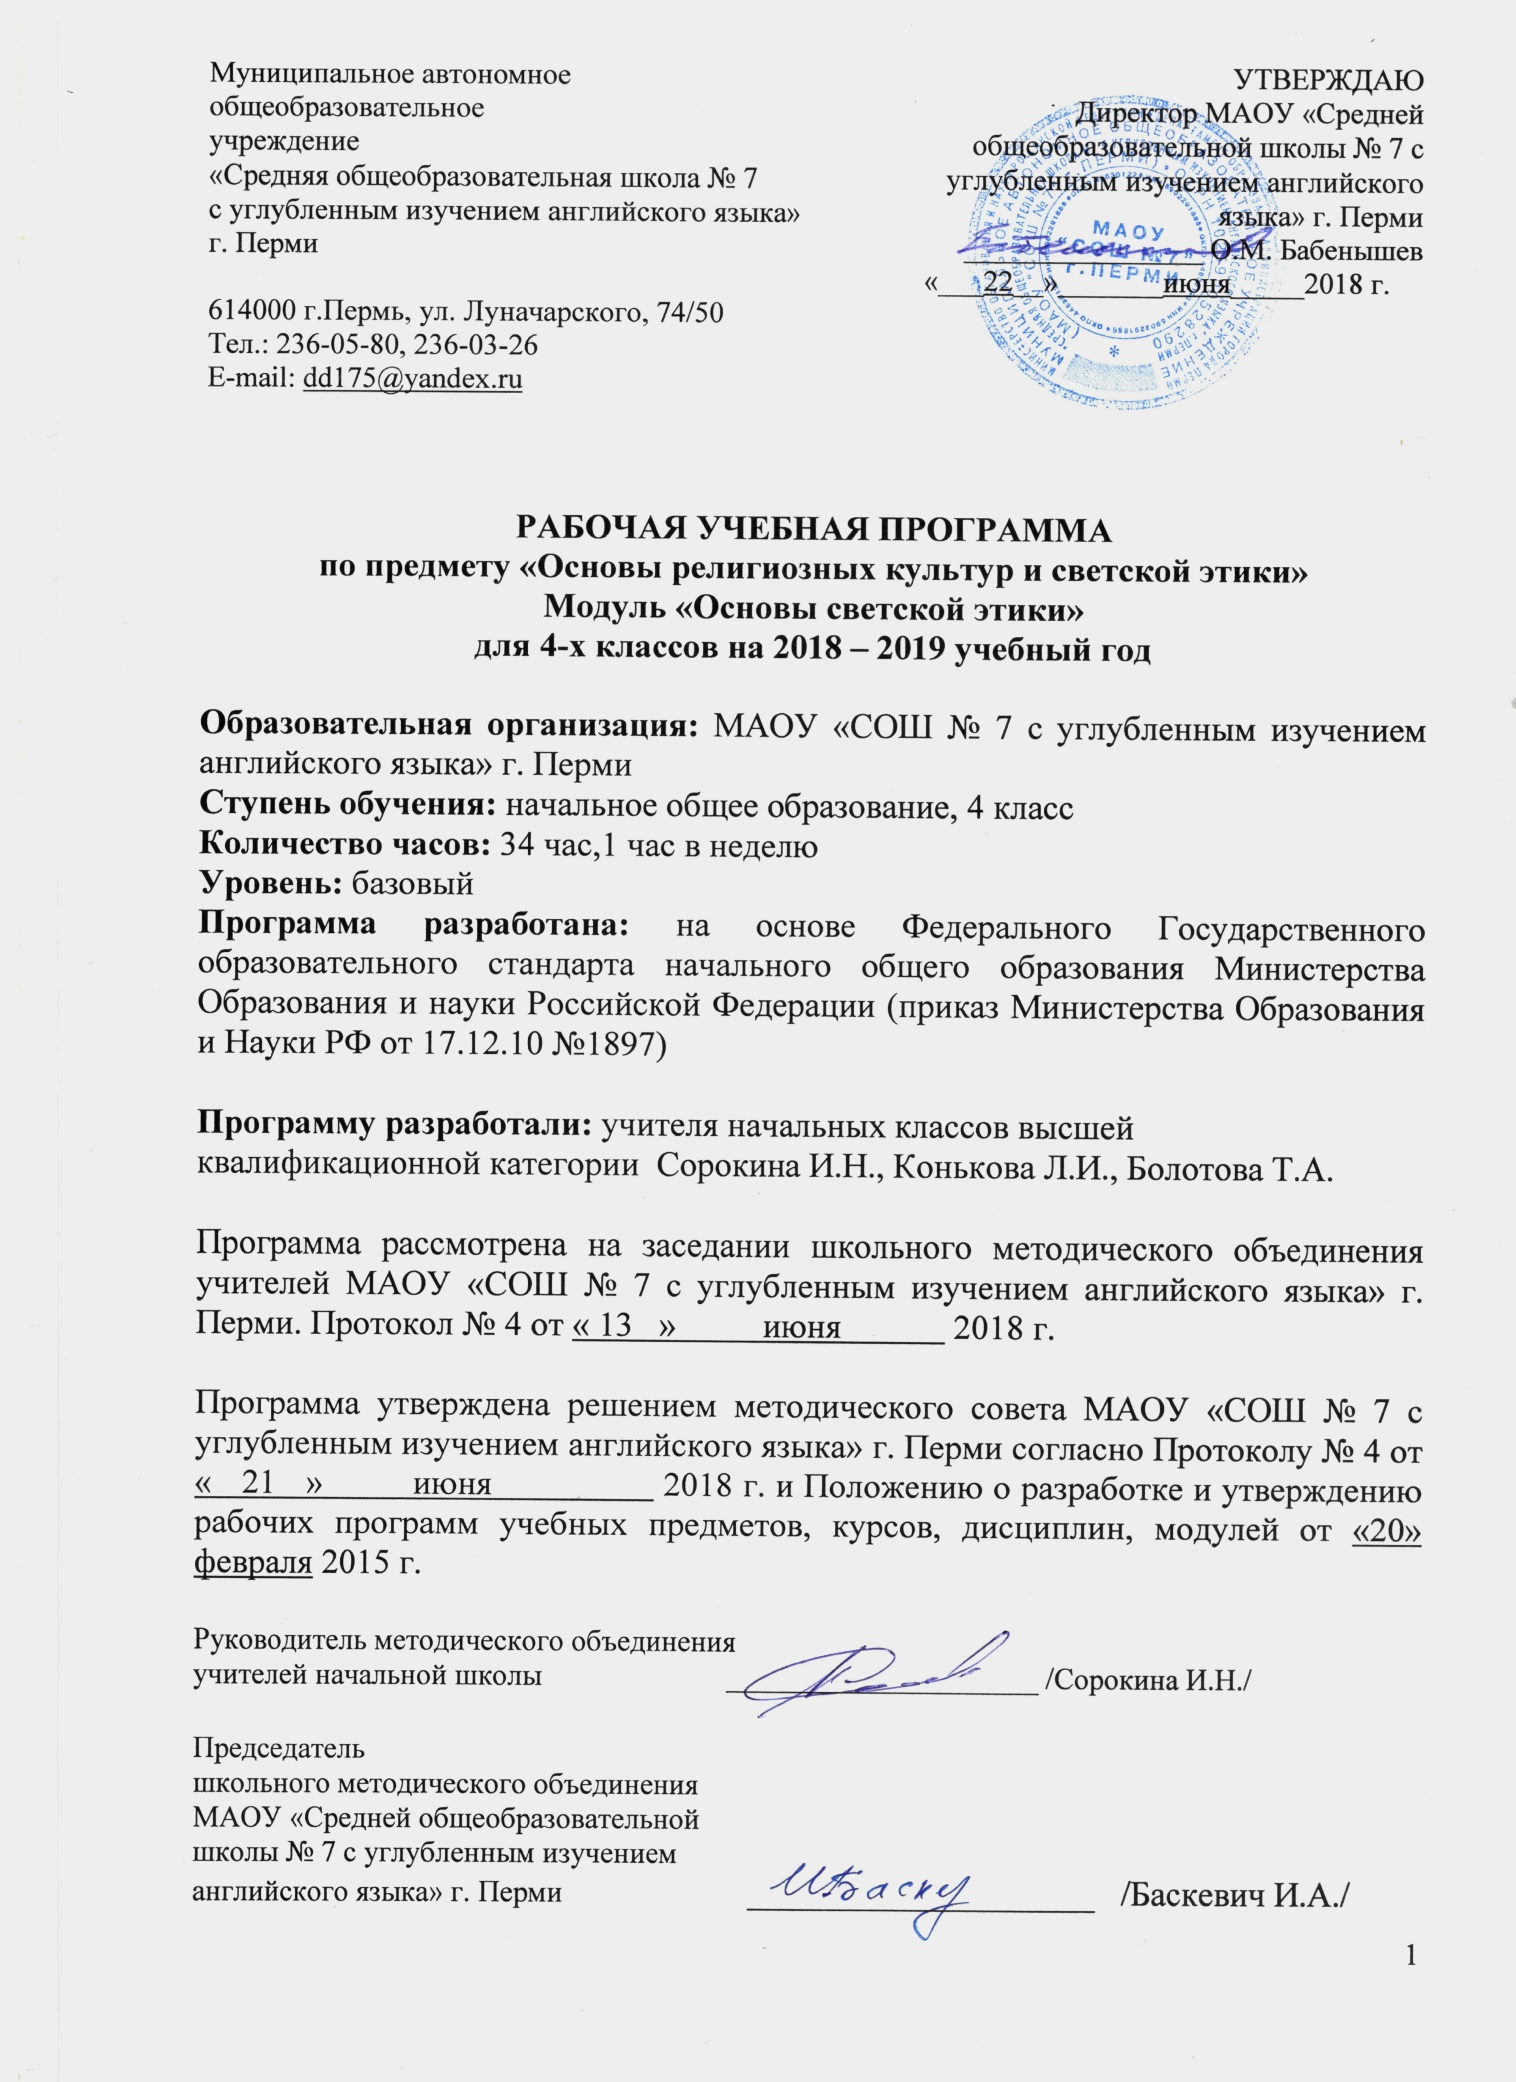 Муниципальное автономное
общеобразовательное
учреждение
«Средняя общеобразовательная школа № 7
с углубленным изучением английского языка»
г. Перми
614000 г.Пермь, ул. Луначарского, 74/50
Тел.: 236-05-80, 236-03-26
E-mail: dd175@yandex.ru
УТВЕРЖДАЮ
Директор МАОУ «Средней
общеобразовательной школы № 7 с
углубленным изучением английского
языка» г. Перми
О.М. Бабенышев
« 22 » июня 2018 г.
МАОУ
"СОШ №7"
г.ПЕРМИ
РАБОЧАЯ УЧЕБНАЯ ПРОГРАММА
по предмету «Основы религиозных культур и светской этики»
Модуль «Основы светской этики»
для 4-х классов на 2018 – 2019 учебный год
Образовательная организация: МАОУ «СОШ № 7 с углубленным изучением
английского языка» г. Перми
Ступень обучения: начальное общее образование, 4 класс
Количество часов: 34 час,1 час в неделю
Уровень: базовый
Программа разработана: на основе Федерального Государственного
образовательного стандарта начального общего образования Министерства
Образования и науки Российской Федерации (приказ Министерства Образования
и Науки РФ от 17.12.10 №1897)
Программу разработали: учителя начальных классов высшей
квалификационной категории Сорокина И.Н., Конькова Л.И., Болотова Т.А.
Программа рассмотрена на заседании школьного методического объединения
учителей МАОУ «СОШ № 7 с углубленным изучением английского языка» г.
Перми. Протокол № 4 от « 13 » июня 2018 г.
Программа утверждена решением методического совета МАОУ «СОШ № 7 с
углубленным изучением английского языка» г. Перми согласно Протоколу № 4 от
« 21 » июня 2018 г. и Положению о разработке и утверждению
рабочих программ учебных предметов, курсов, дисциплин, модулей от «20»
февраля 2015 г.
Руководитель методического объединения
учителей начальной школы /Сорокина И.Н./
Председатель
школьного методического объединения
МАОУ «Средней общеобразовательной
школы № 7 с углубленным изучением
английского языка» г. Перми /Баскевич И.А./
1